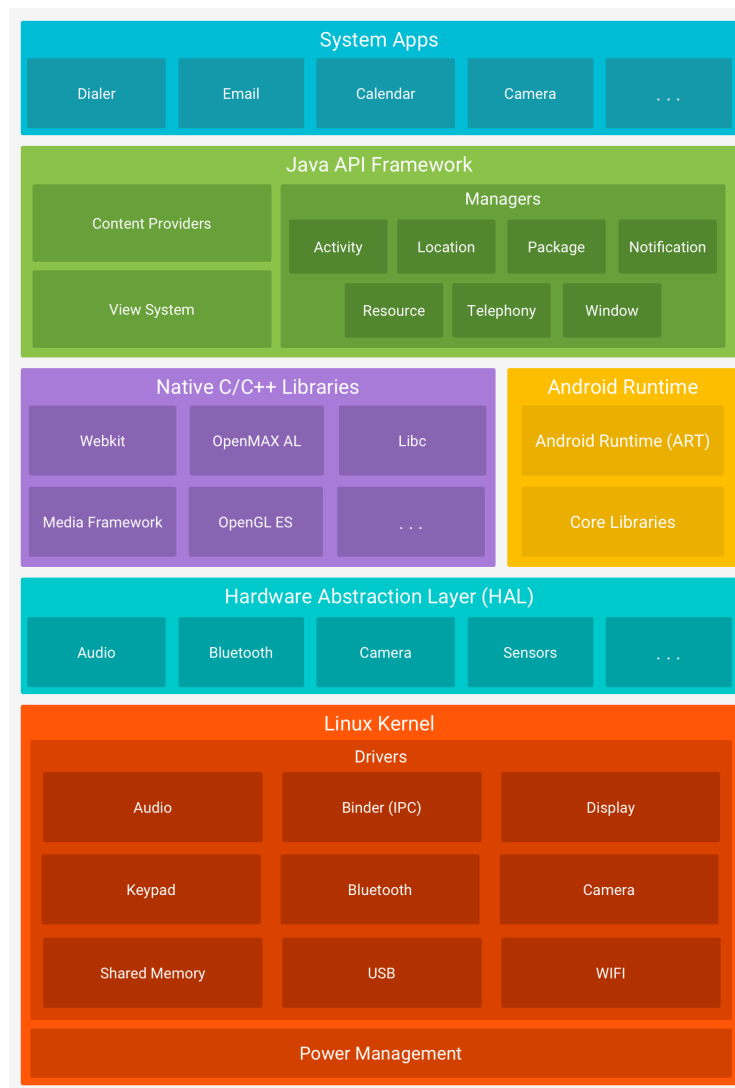 System Apps
Dialer
Email
Calendar
Camera
. . .
Java API Framework
Content Providers
View System
Managers
Activity
Location
Package
Notification
Resource
Telephony
Window
Native C/C++ Libraries
Webkit
OpenMAX AL
Libc
Media Framework
OpenGL ES
. . .
Android Runtime
Android Runtime (ART)
Core Libraries
Hardware Abstraction Layer (HAL)
Audio
Bluetooth
Camera
Sensors
. . .
Linux Kernel
Drivers
Audio
Binder (IPC)
Display
Keypad
Bluetooth
Camera
Shared Memory
USB
WIFI
Power Management